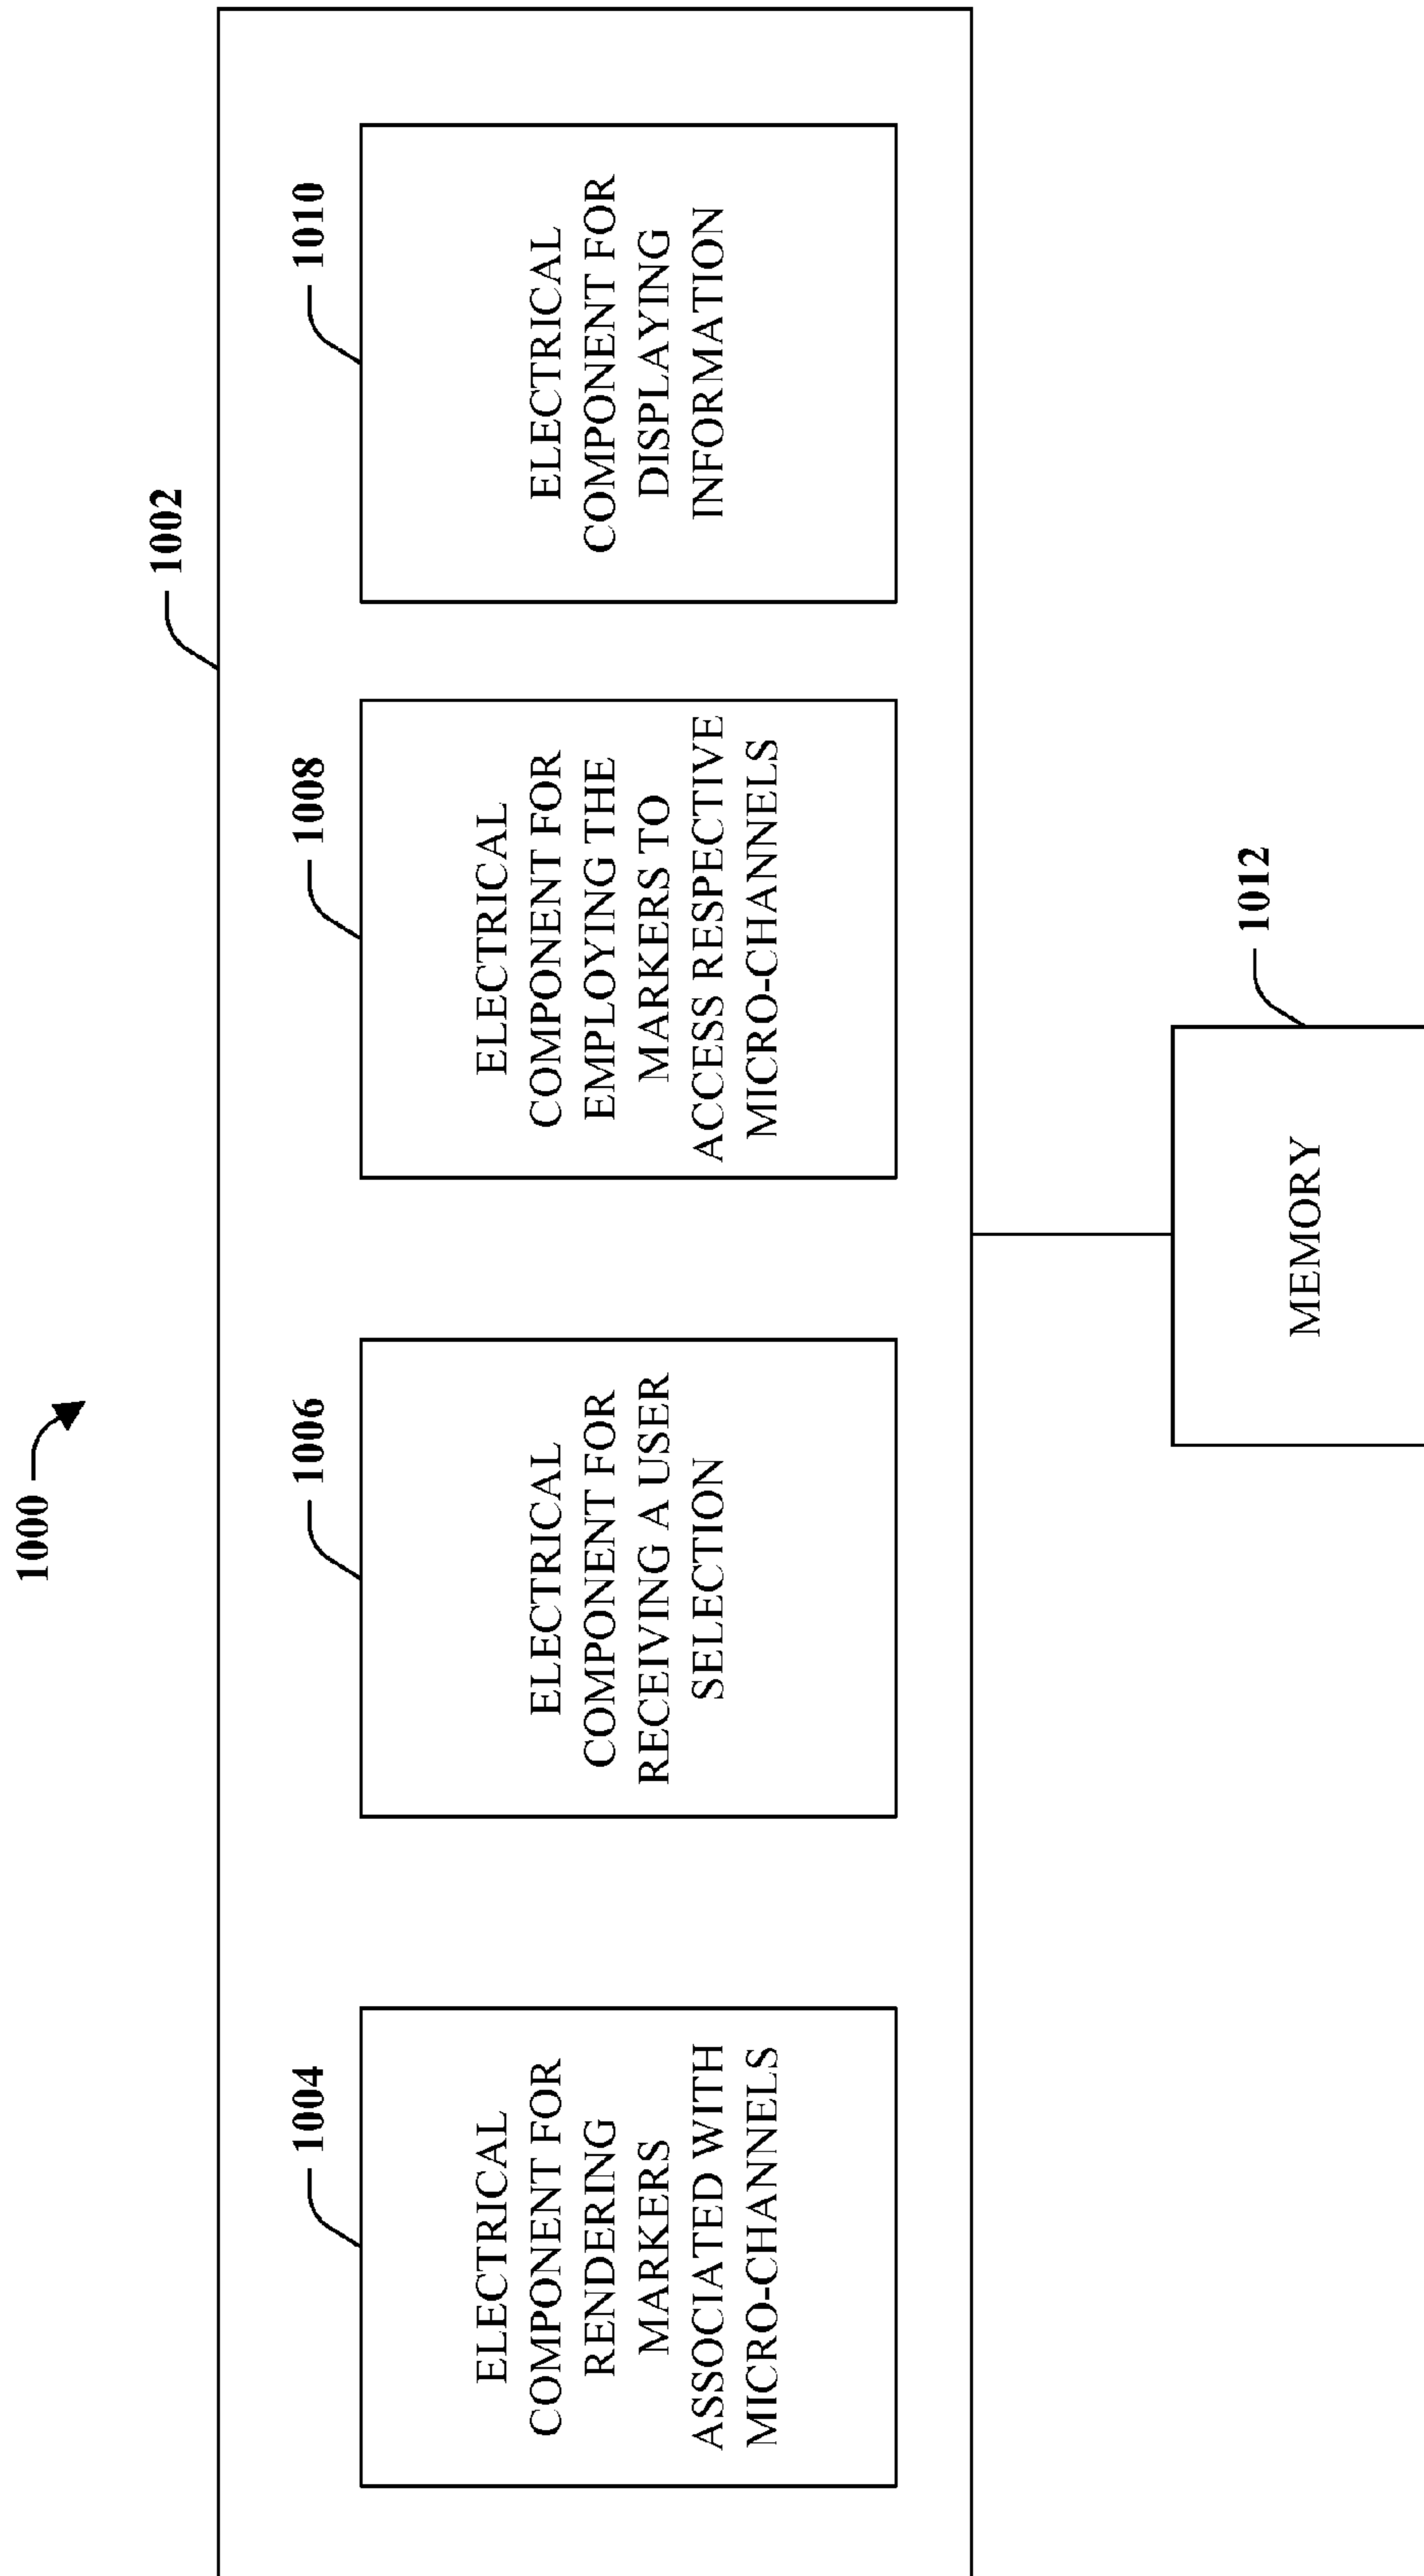 1000
1002
1004
ELECTRICAL
COMPONENT FOR
RENDERING
MARKERS
ASSOCIATED WITH
MICRO-CHANNELS
1006
ELECTRICAL
COMPONENT FOR
RECEIVING A USER
SELECTION
1008
ELECTRICAL
COMPONENT FOR
EMPLOYING THE
MARKERS TO
ACCESS RESPECTIVE
MICRO-CHANNELS
1010
ELECTRICAL
COMPONENT FOR
DISPLAYING
INFORMATION
1012
MEMORY